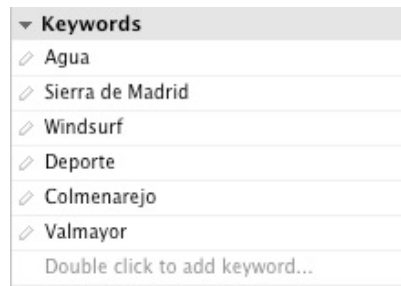 Keywords
Agua
Sierra de Madrid
Windsurf
Deporte
Colmenarejo
Valmayor
Double click to add keyword...